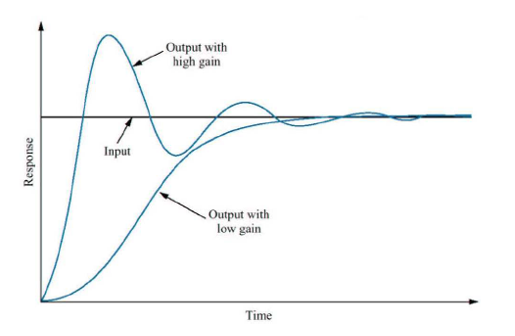 Output with
high gain
Input
Response
Output with
low gain
Time